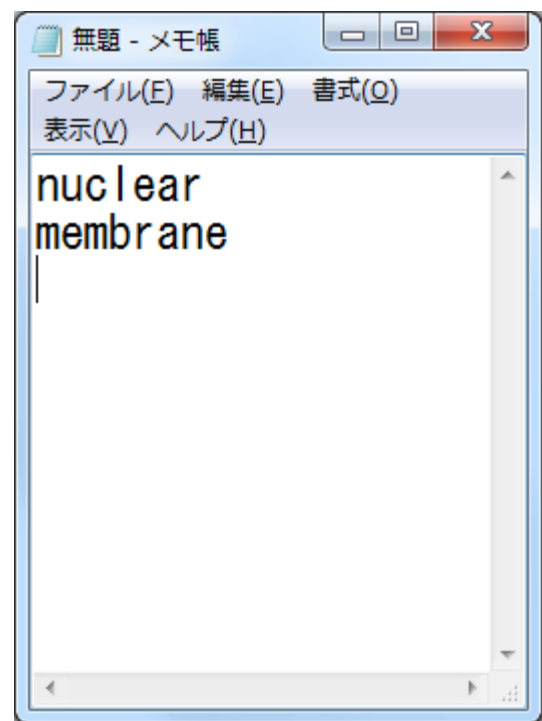 無題 - メモ帳
ファイル(F) 編集(E) 書式(O)
表示(V) ヘルプ(H)
nuclear
membrane